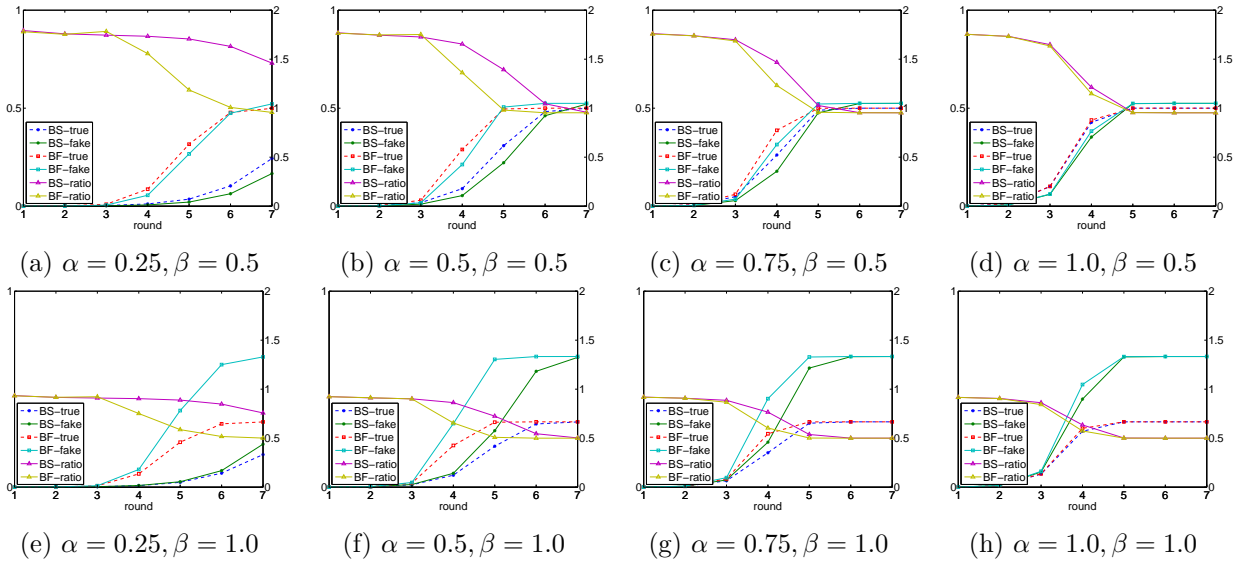 1 2
1.5
0.5 1
BS-true
BS-fake
BF-true
BF-fake
BS-ratio
BF-ratio
0.5
0
1 2 3 4 5 6 7
round
(a) α = 0.25, β = 0.5
1 2
1.5
0.5 1
BS-true
BS-fake
BF-true
BF-fake
BS-ratio
BF-ratio
0.5
0
1 2 3 4 5 6 7
round
(b) α = 0.5, β = 0.5
1 2
1.5
0.5 1
BS-true
BS-fake
BF-true
BF-fake
BS-ratio
BF-ratio
0.5
0
1 2 3 4 5 6 7
round
(c) α = 0.75, β = 0.5
1 2
1.5
0.5 1
BS-true
BS-fake
BF-true
BF-fake
BS-ratio
BF-ratio
0.5
0
1 2 3 4 5 6 7
round
(d) α = 1.0, β = 0.5
1 2
1.5
0.5 1
BS-true
BS-fake
BF-true
BF-fake
BS-ratio
BF-ratio
0.5
0
1 2 3 4 5 6 7
round
(e) α = 0.25, β = 1.0
1 2
1.5
0.5 1
BS-true
BS-fake
BF-true
BF-fake
BS-ratio
BF-ratio
0.5
0
1 2 3 4 5 6 7
round
(f) α = 0.5, β = 1.0
1 2
1.5
0.5 1
BS-true
BS-fake
BF-true
BF-fake
BS-ratio
BF-ratio
0.5
0
1 2 3 4 5 6 7
round
(g) α = 0.75, β = 1.0
1 2
1.5
0.5 1
BS-true
BS-fake
BF-true
BF-fake
BS-ratio
BF-ratio
0.5
0
1 2 3 4 5 6 7
round
(h) α = 1.0, β = 1.0